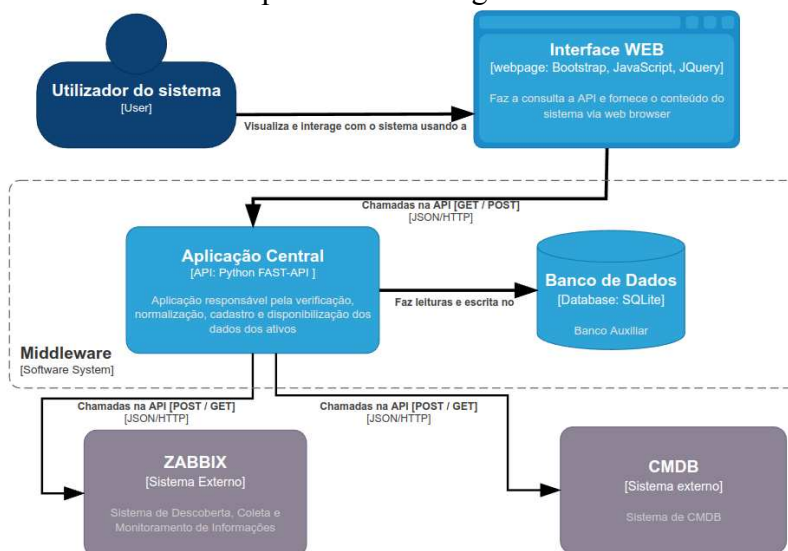 Utilizador do sistema
[User]
Visualiza e interage com o sistema usando a
Interface WEB
[webpage: Bootstrap, JavaScript, JQuery]
Faz a consulta a API e fornece o conteúdo do
sistema via web browser
Chamadas na API [GET / POST]
[JSON/HTTP]
Aplicação Central
[API: Python FAST-API ]
Aplicação responsável pela verificação,
normalização, cadastro e disponibilização dos
dados dos ativos
Faz leituras e escrita no
Banco de Dados
[Database: SQLite]
Banco Auxiliar
Middleware
[Software System]
Chamadas na API [POST / GET]
[JSON/HTTP]
Chamadas na API [POST / GET]
[JSON/HTTP]
ZABBIX
[Sistema Externo]
Sistema de Descoberta, Coleta e
Monitoramento de Informações
CMDB
[Sistema externo]
Sistema de CMDB